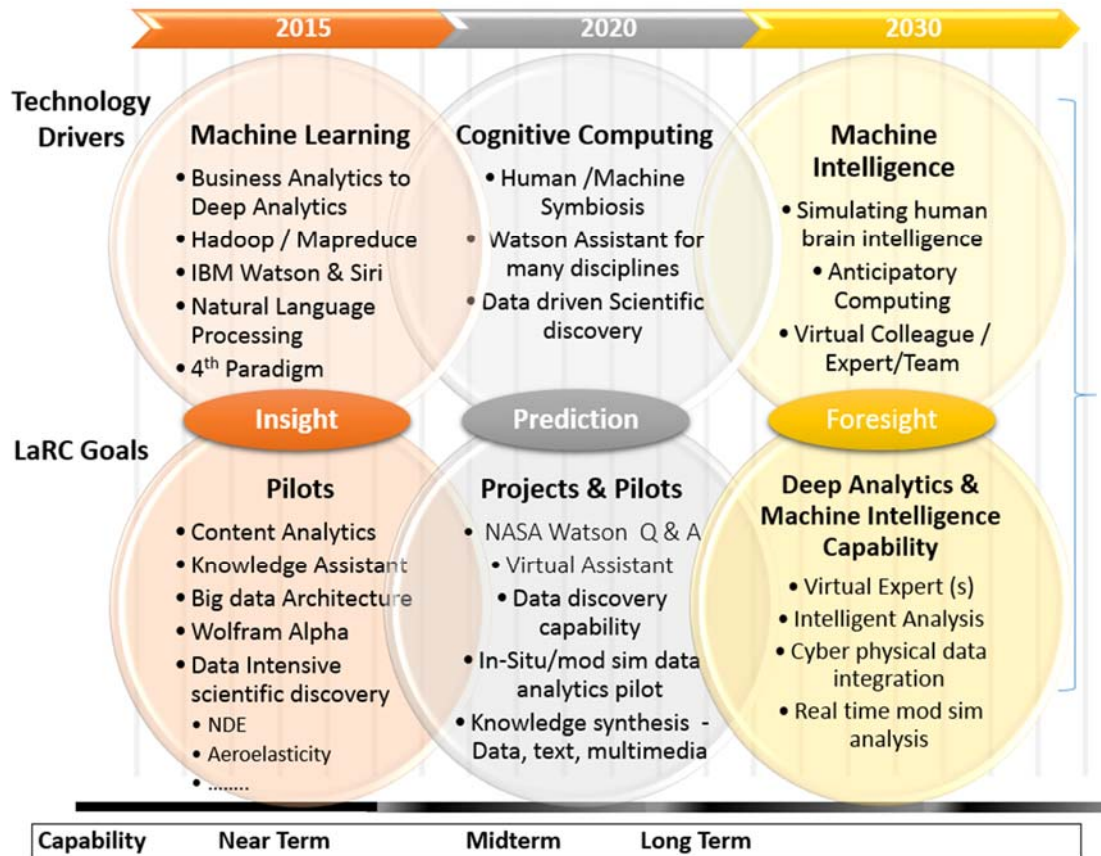 2015 2020 2030
Technology
Drivers
Machine Learning
• Business Analytics to
Deep Analytics
• Hadoop / Mapreduce
• IBM Watson & Siri
• Natural Language
Processing
• 4th Paradigm
Cognitive Computing
• Human /Machine
Symbiosis
• Watson Assistant for
many disciplines
• Data driven Scientific
discovery
Machine
Intelligence
• Simulating human
brain intelligence
• Anticipatory
Computing
• Virtual Colleague /
Expert/Team
Insight
Prediction
Foresight
LaRC Goals
Pilots
• Content Analytics
• Knowledge Assistant
• Big data Architecture
• Wolfram Alpha
• Data Intensive
scientific discovery
• NDE
• Aeroelasticity
• ........
Projects & Pilots
• NASA Watson Q & A
• Virtual Assistant
• Data discovery
capability
• In-Situ/mod sim data
analytics pilot
• Knowledge synthesis -
Data, text, multimedia
Deep Analytics &
Machine Intelligence
Capability
• Virtual Expert (s)
• Intelligent Analysis
• Cyber physical data
integration
• Real time mod sim
analysis
Capability Near Term Midterm Long Term